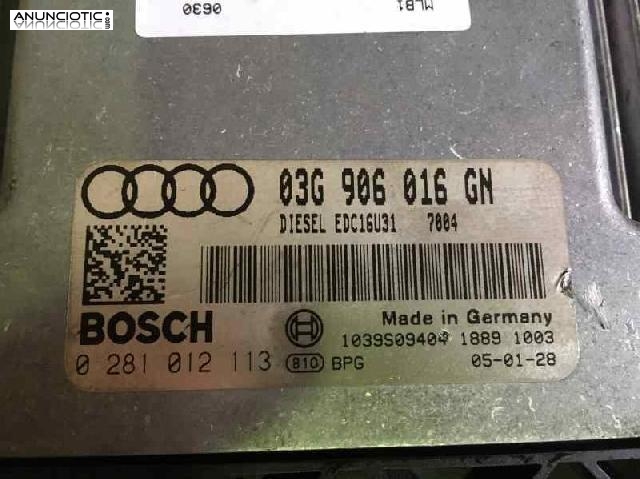 ANUNCIOTIC
.com
0630
MLB1
03G 906 016 GN
DIESEL EDC16U31 7004
BOSCH
Made in Germany
1039S09404 1889 1003
0 281 012 113 810 BPG 05-01-28